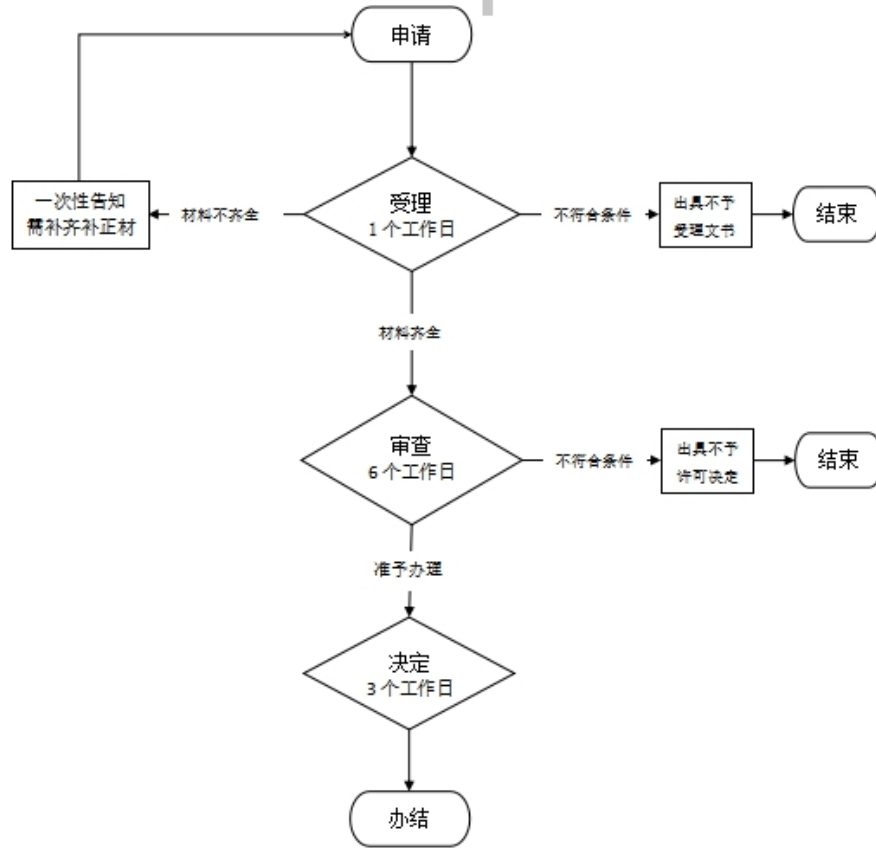 申请
一次性告知
需补齐补正材
材料不齐全
受理
1 个工作日
不符合条件
出具不予
受理文书
结束
材料齐全
审查
6 个工作日
不符合条件
出具不予
许可决定
结束
准予办理
决定
3 个工作日
办结